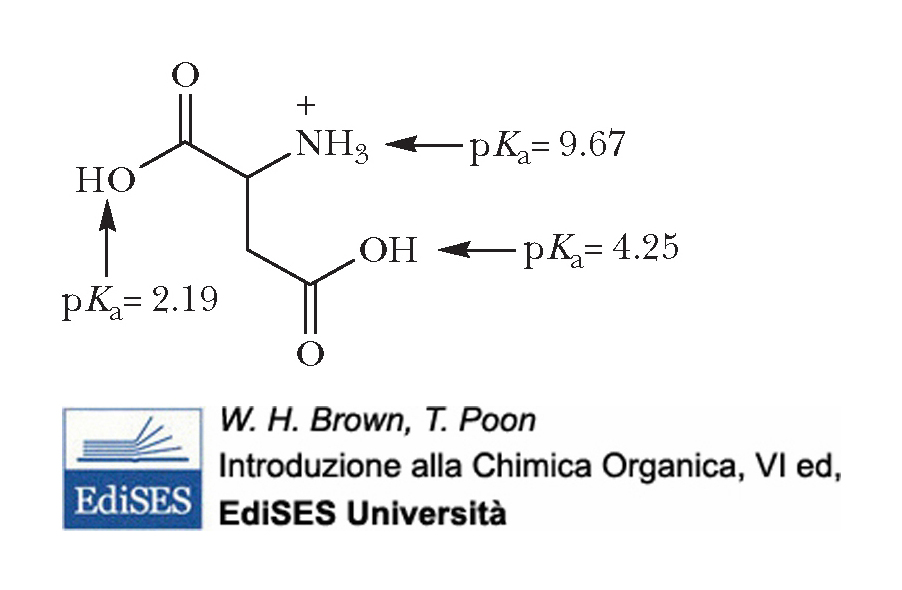 O
+
NH₃ pKₐ= 9.67
HO
OH pKₐ= 4.25
pKₐ= 2.19
O
EdiSES
W. H. Brown, T. Poon
Introduzione alla Chimica Organica, VI ed,
EdiSES Università